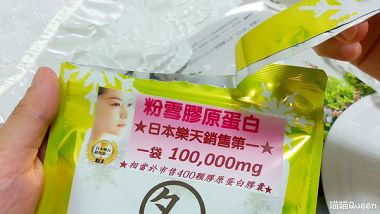 粉雪膠原蛋白
★日本樂天銷售第一★
一袋 100,000mg
★相當於市售400顆膠原蛋白膠囊★
喵喵Queen